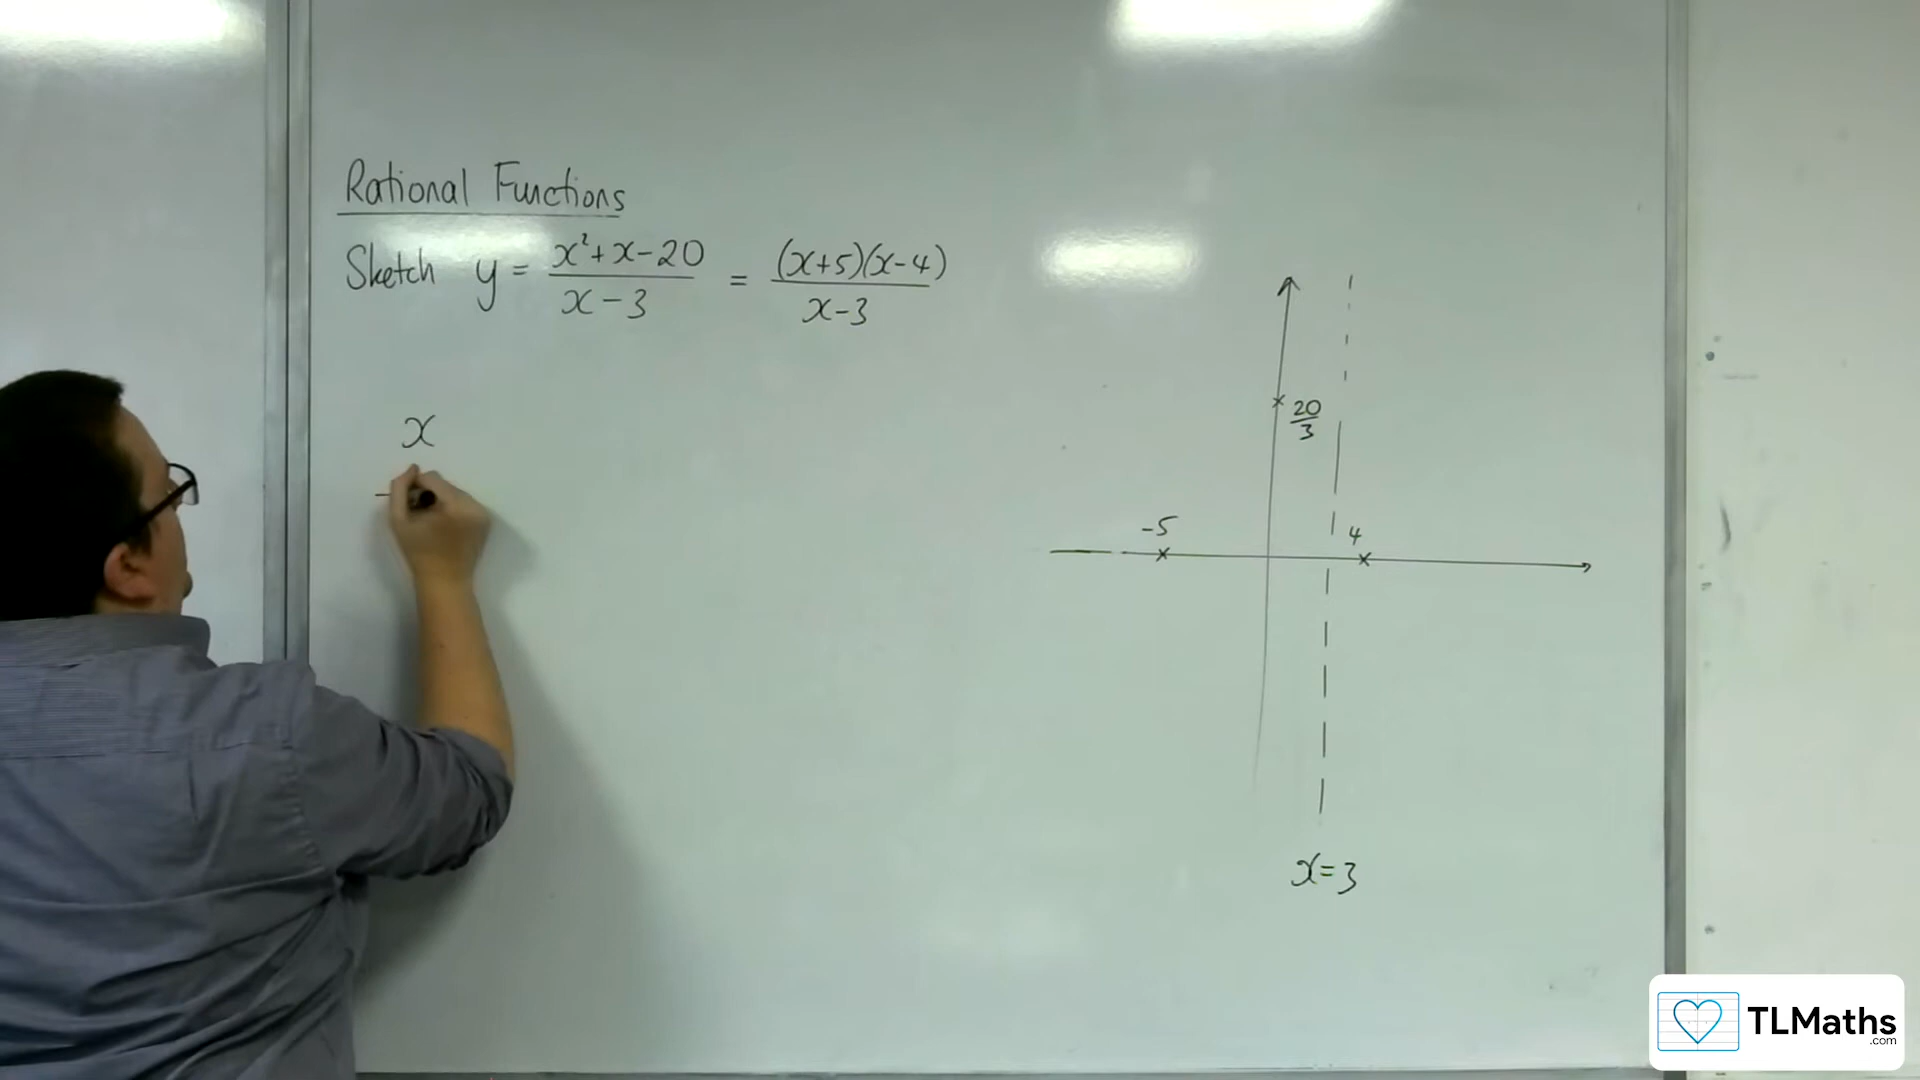 Rational Functions
Sketch y = x²+x-20/x-3 = (x+5)(x-4)/x-3
x
20/3
-5
4
x=3
TLMaths
.com